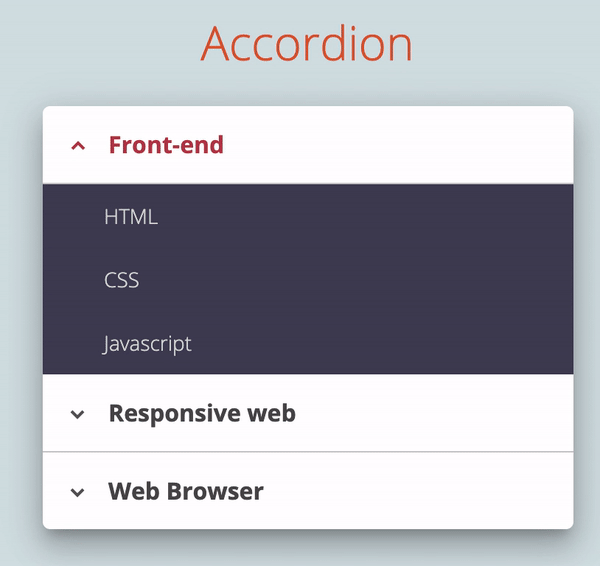 Accordion
Front-end
HTML
CSS
Javascript
Responsive web
Web Browser